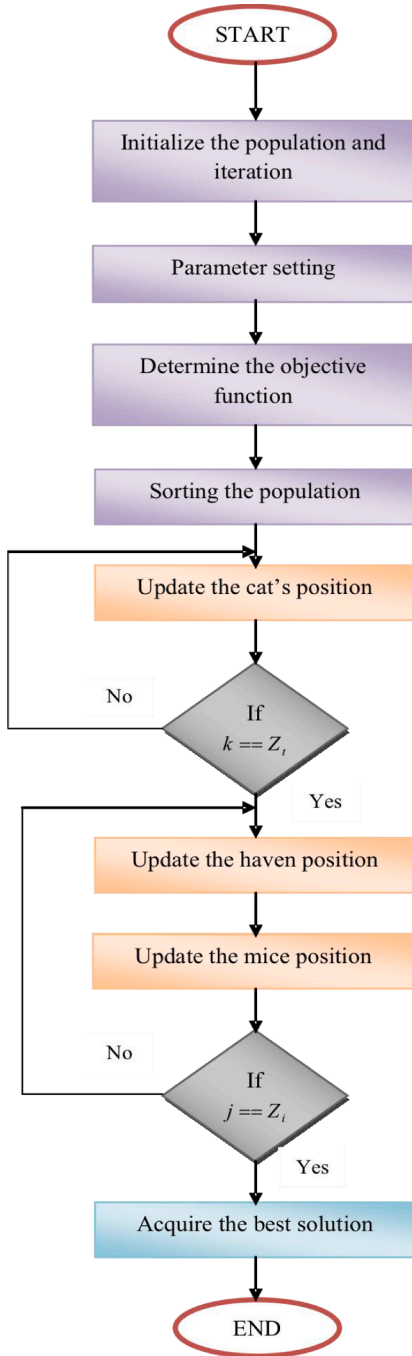 START
Initialize the population and
iteration
Parameter setting
Determine the objective
function
Sorting the population
Update the cat's position
No
If
k == Z_t
Yes
Update the haven position
Update the mice position
No
If
j == Z_i
Yes
Acquire the best solution
END